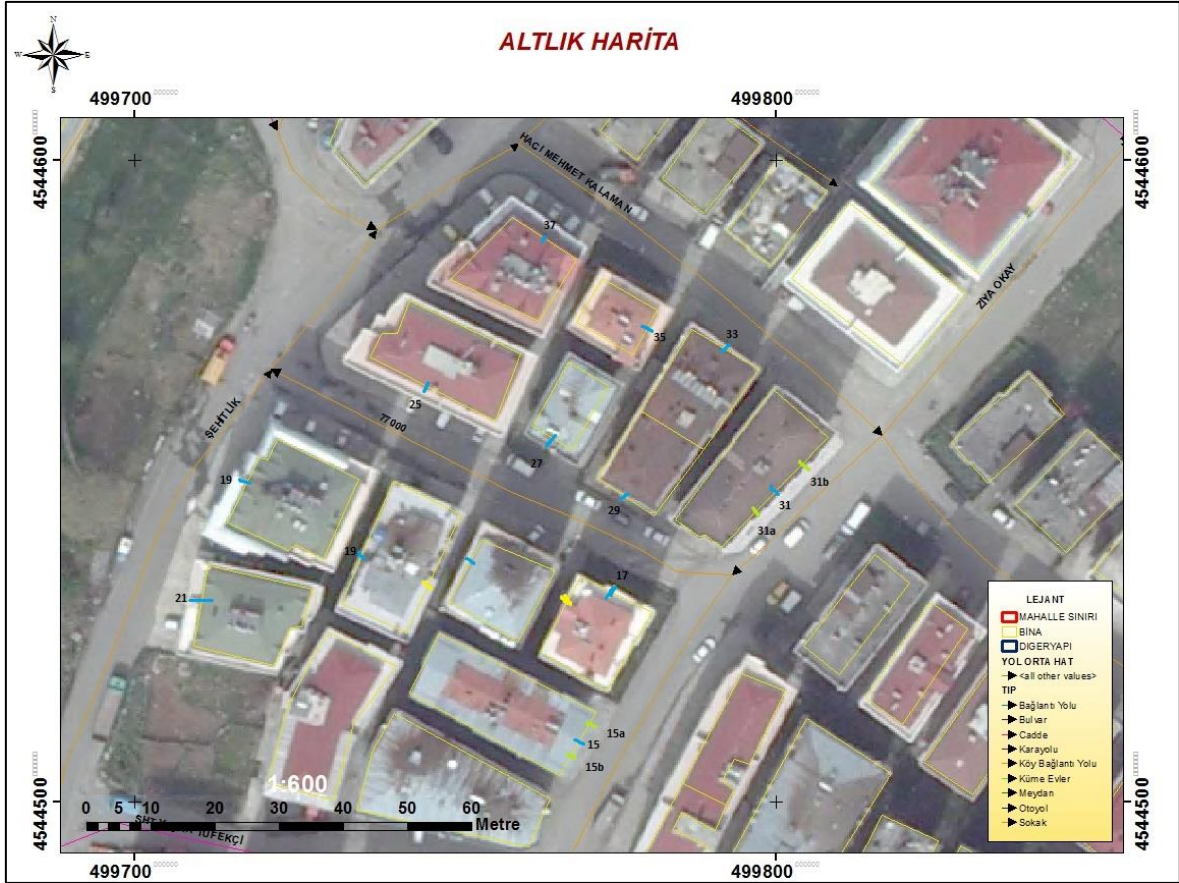 ALTLIK HARİTA
N
W
E
S
499700
499800
4544600
4544600
HACI MEHMET KALAMAN
ZIYA OKAY
37
35
33
25
77000
ŞEHİTLİK
27
19
29
31b
31
31a
19
17
21
15a
15
15b
LEJANT
MAHALLE SINIRI
BİNA
DIGERYAPI
YOL ORTA HAT
<all other values>
TIP
Bağlantı Yolu
Bulvar
Cadde
Karayolu
Köy Bağlantı Yolu
Küme Evler
Meydan
Otoyol
Sokak
1:600
0 5 10 20 30 40 50 60
Metre
TÜFEKÇİ
4544500
4544500
499700
499800